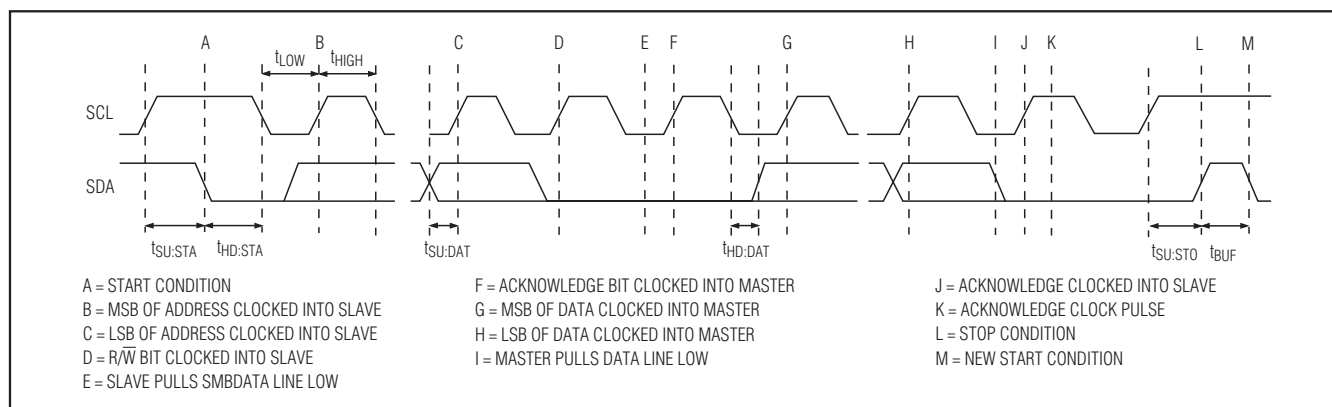 A B C D E F G H I J K L M
tLOW tHIGH
SCL
SDA
tSU:STA tHD:STA tSU:DAT tHD:DAT tSU:STO tBUF
A = START CONDITION
B = MSB OF ADDRESS CLOCKED INTO SLAVE
C = LSB OF ADDRESS CLOCKED INTO SLAVE
D = R/W̅ BIT CLOCKED INTO SLAVE
E = SLAVE PULLS SMBDATA LINE LOW
F = ACKNOWLEDGE BIT CLOCKED INTO MASTER
G = MSB OF DATA CLOCKED INTO MASTER
H = LSB OF DATA CLOCKED INTO MASTER
I = MASTER PULLS DATA LINE LOW
J = ACKNOWLEDGE CLOCKED INTO SLAVE
K = ACKNOWLEDGE CLOCK PULSE
L = STOP CONDITION
M = NEW START CONDITION